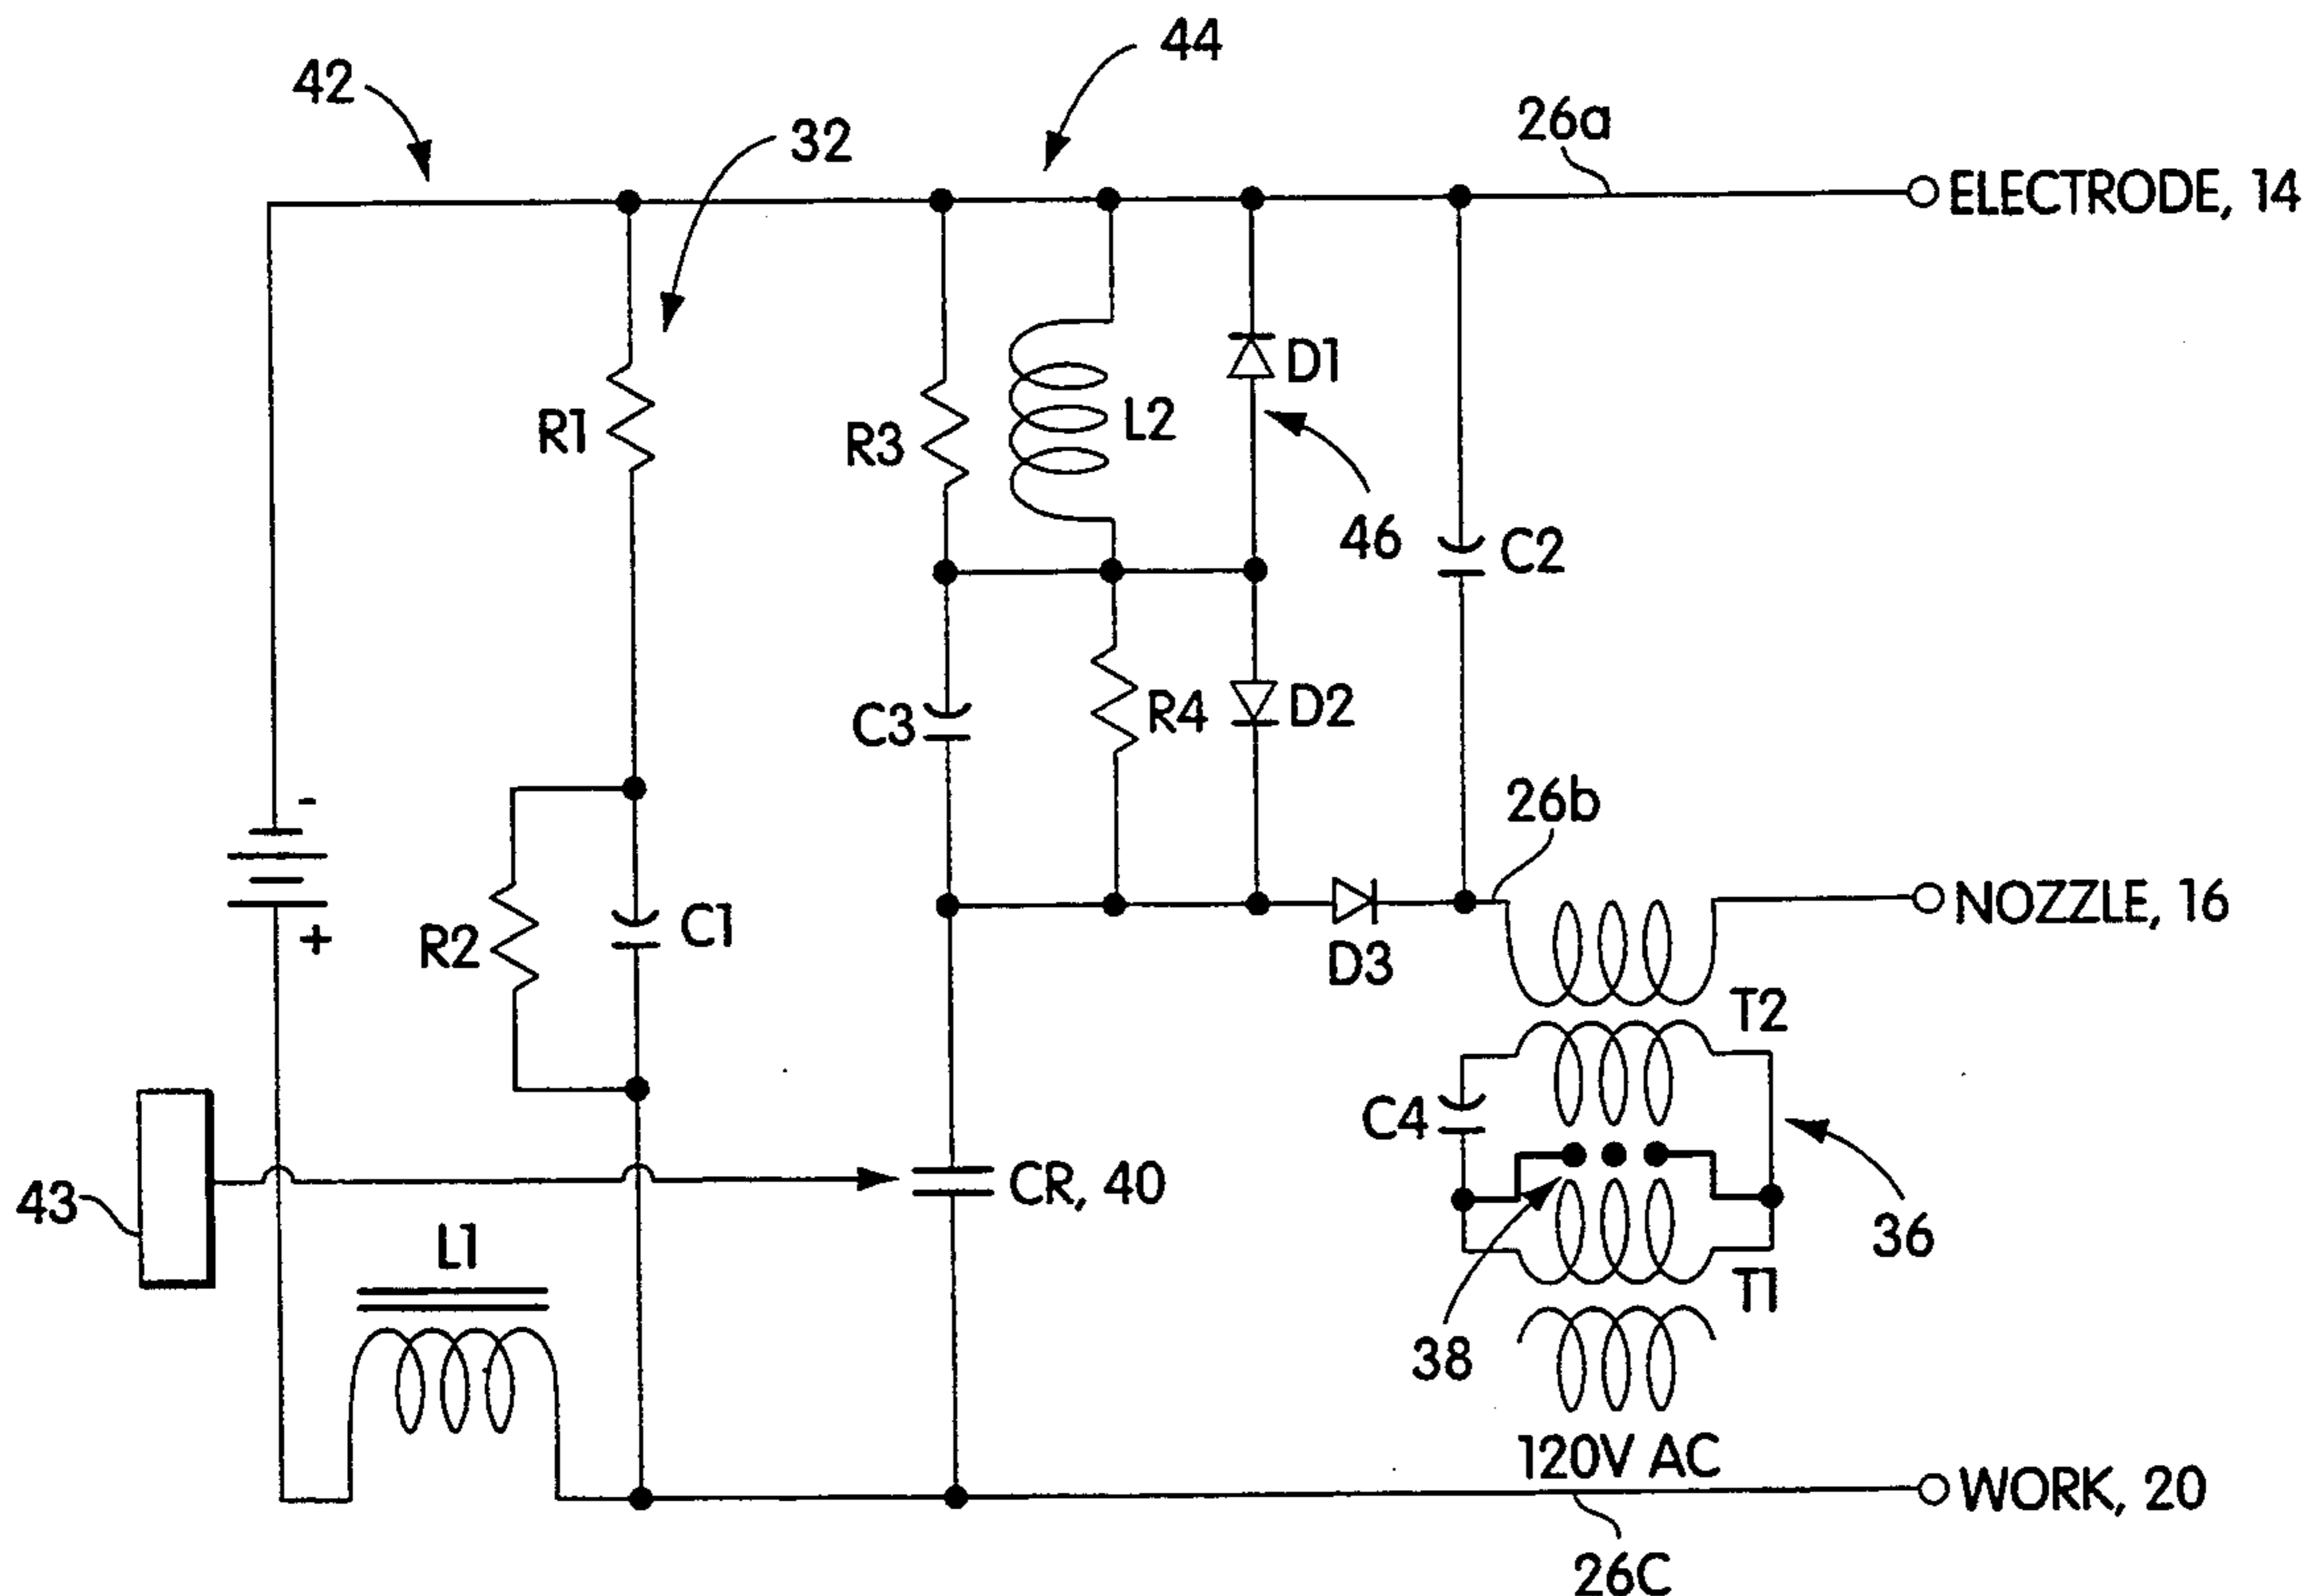 44
42
32
26a
ELECTRODE, 14
D1
R1
R3
L2
46
C2
C3
R4
D2
-
+
26b
R2
C1
D3
NOZZLE, 16
T2
C4
43
CR, 40
36
L1
T1
38
120V AC
WORK, 20
26C